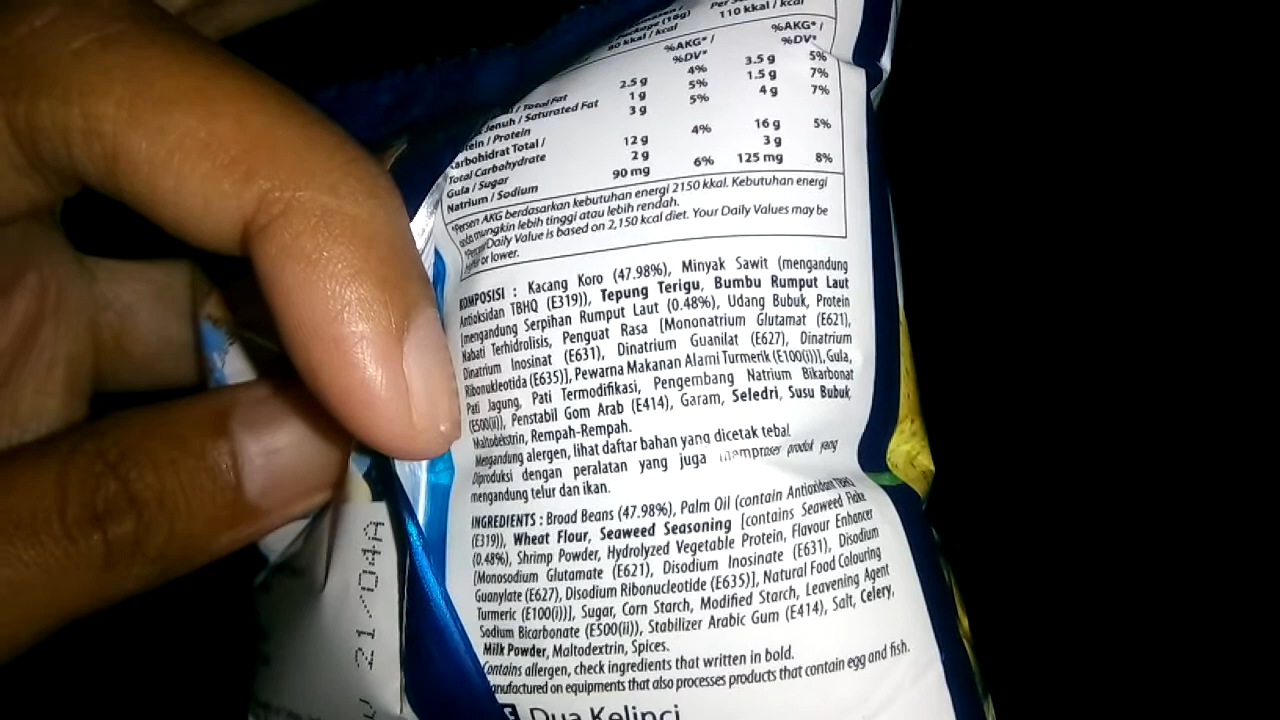 Package (16g)
80 kkal / kcal
110 kkal / kcal
%AKG* / %AKG* /
%DV* %DV*
/ Total Fat 2.5 g 4% 3.5 g 5%
Jenuh / Saturated Fat 1 g 5% 1.5 g 7%
tein / Protein 3 g 5% 4 g 7%
arbohidrat Total /
Total Carbohydrate 12 g 4% 16 g 5%
Gula / Sugar 2 g 3 g
Natrium / Sodium 90 mg 6% 125 mg 8%
*Persen AKG berdasarkan kebutuhan energi 2150 kkal. Kebutuhan energi
mungkin lebih tinggi atau lebih rendah.
Daily Value is based on 2,150 kcal diet. Your Daily Values may be
or lower.
KOMPOSISI : Kacang Koro (47.98%), Minyak Sawit (mengandung
Antioksidan TBHQ (E319)), Tepung Terigu, Bumbu Rumput Laut
[mengandung Serpihan Rumput Laut (0.48%), Udang Bubuk, Protein
Nabati Terhidrolisis, Penguat Rasa [Mononatrium Glutamat (E621),
Dinatrium Inosinat (E631), Dinatrium Guanilat (E627), Dinatrium
Ribonukleotida (E635)], Pewarna Makanan Alami Turmerik (E100(i))], Gula,
Pati Jagung, Pati Termodifikasi, Pengembang Natrium Bikarbonat
(E500(ii)), Penstabil Gom Arab (E414), Garam, Seledri, Susu Bubuk,
Maltodekstrin, Rempah-Rempah.
Mengandung alergen, lihat daftar bahan yang dicetak tebal.
Diproduksi dengan peralatan yang juga memproses produk yang
mengandung telur dan ikan.
INGREDIENTS : Broad Beans (47.98%), Palm Oil (contain Antioxidant TBHQ
(E319)), Wheat Flour, Seaweed Seasoning [contains Seaweed Flake
(0.48%), Shrimp Powder, Hydrolyzed Vegetable Protein, Flavour Enhancer
[Monosodium Glutamate (E621), Disodium Inosinate (E631), Disodium
Guanylate (E627), Disodium Ribonucleotide (E635)], Natural Food Colouring
Turmeric (E100(i))], Sugar, Corn Starch, Modified Starch, Leavening Agent
Sodium Bicarbonate (E500(ii)), Stabilizer Arabic Gum (E414), Salt, Celery,
Milk Powder, Maltodextrin, Spices.
Contains allergen, check ingredients that written in bold.
anufactured on equipments that also processes products that contain egg and fish.
Dua Kelinci